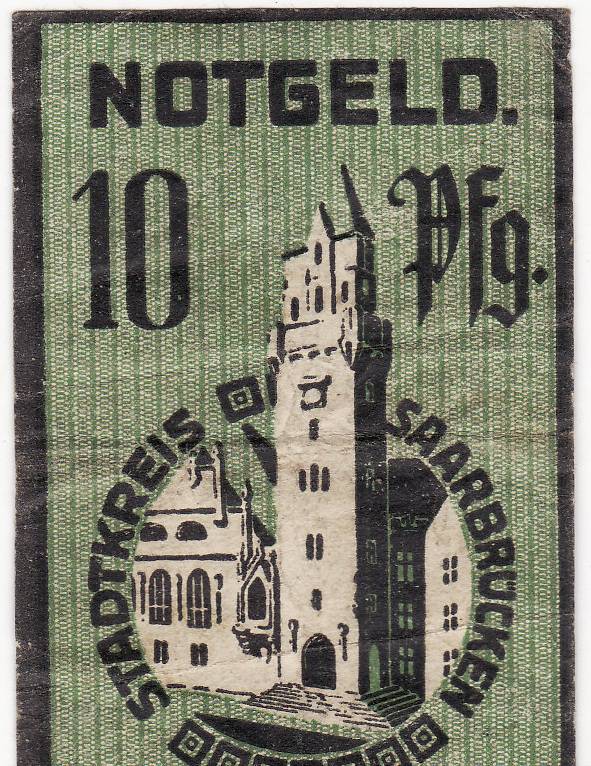 NOTGELD.
10 Pfg.
STADTKREIS SAARBRÜCKEN